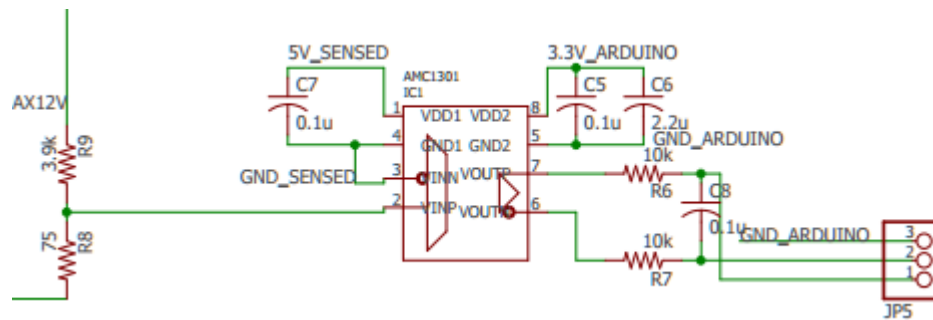 5V_SENSED
3.3V_ARDUINO
AMC1301
IC1
C7
0.1u
C5
0.1u
C6
2.2u
AX12V
1
VDD1
VDD2
8
4
GND1
GND2
5
GND_ARDUINO
3.9k
R9
GND_SENSED
3
VINN
VOUTP
7
10k
R6
C8
0.1u
2
VINP
VOUT
6
75
R8
10k
R7
GND_ARDUINO
3
2
1
JP5